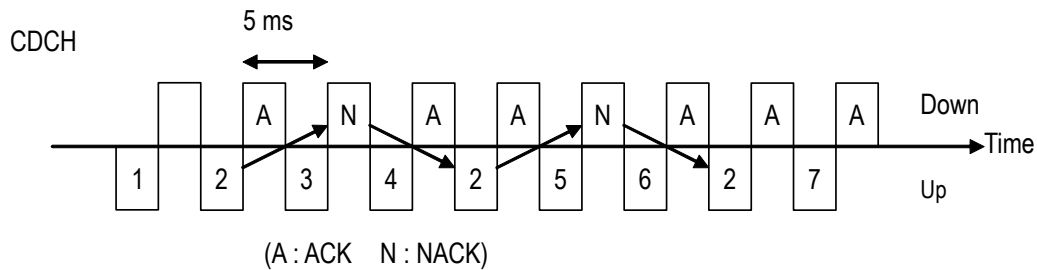 5 ms
CDCH
A N A A N A A A Down
Time
1 2 3 4 2 5 6 2 7 Up
(A : ACK N : NACK)